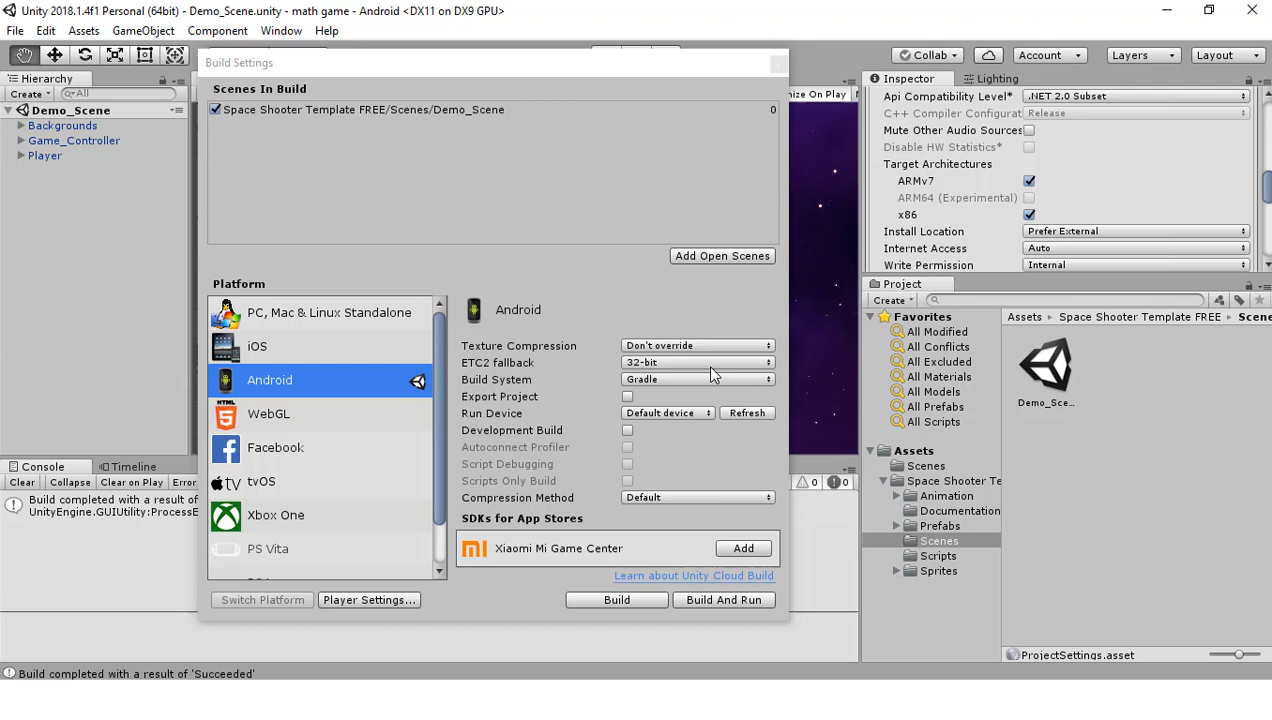 Unity 2018.1.4f1 Personal (64bit) - Demo_Scene.unity - math game - Android <DX11 on DX9 GPU>
File Edit Assets GameObject Component Window Help
Collab Account Layers Layout
Hierarchy
Create All
Demo_Scene
Backgrounds
Game_Controller
Player
Build Settings
Scenes In Build
Space Shooter Template FREE/Scenes/Demo_Scene 0
Add Open Scenes
Platform
PC, Mac & Linux Standalone
iOS
Android
HTML
WebGL
Facebook
tvOS
Xbox One
PS Vita
Android
Texture Compression Don't override
ETC2 fallback 32-bit
Build System Gradle
Export Project
Run Device Default device Refresh
Development Build
Autoconnect Profiler
Script Debugging
Scripts Only Build
Compression Method Default
SDKs for App Stores
Xiaomi Mi Game Center Add
Learn about Unity Cloud Build
Switch Platform Player Settings... Build Build And Run
On Play
Inspector Lighting
Api Compatibility Level* .NET 2.0 Subset
C++ Compiler Configurat Release
Mute Other Audio Sources
Disable HW Statistics*
Target Architectures
ARMv7
ARM64 (Experimental)
x86
Install Location Prefer External
Internet Access Auto
Write Permission Internal
Project
Create
Favorites
All Modified
All Conflicts
All Excluded
All Materials
All Models
All Prefabs
All Scripts
Assets
Scenes
Space Shooter Te
Animation
Documentation
Prefabs
Scenes
Scripts
Sprites
Assets Space Shooter Template FREE Scene
Demo_Sce...
ProjectSettings.asset
Console Timeline
Clear Collapse Clear on Play Error
0 0
Build completed with a result of
UnityEngine.GUIUtility:ProcessE
Build completed with a result of 'Succeeded'